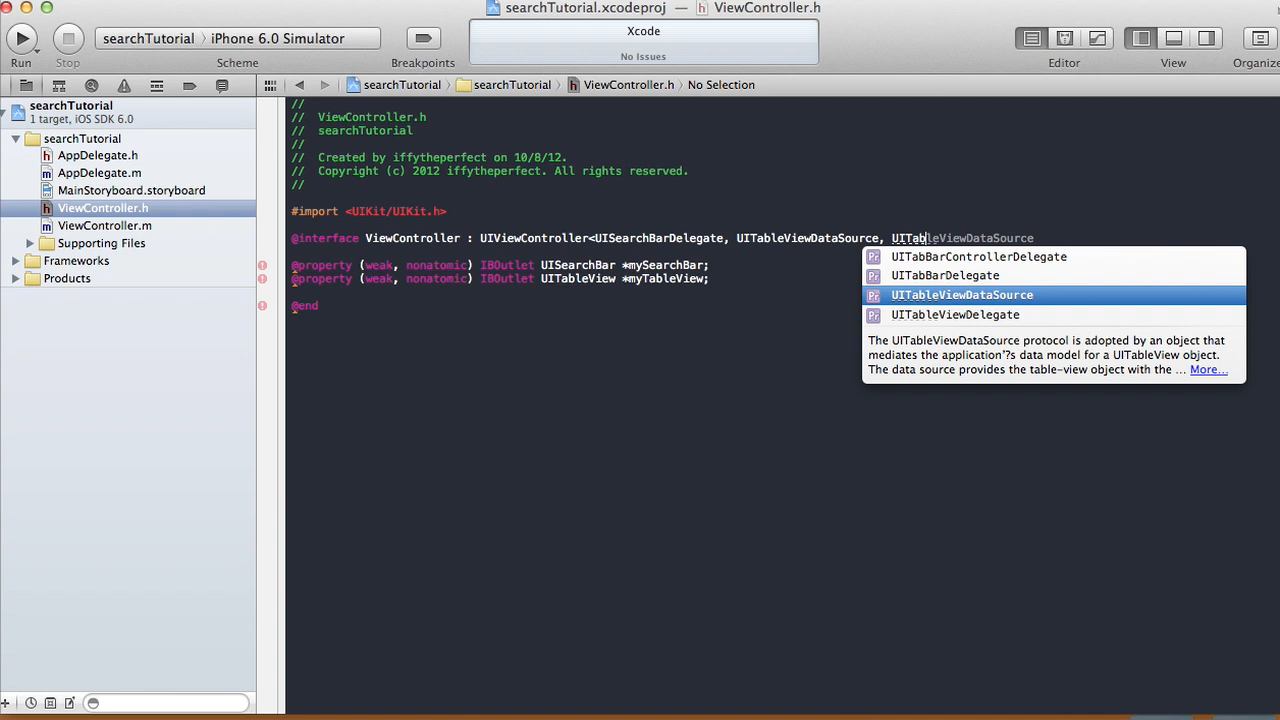 searchTutorial.xcodeproj — ViewController.h
Run
Stop
searchTutorial 〉 iPhone 6.0 Simulator
Scheme
Breakpoints
Xcode
No Issues
Editor
View
Organize
searchTutorial
1 target, iOS SDK 6.0
searchTutorial
AppDelegate.h
AppDelegate.m
MainStoryboard.storyboard
ViewController.h
ViewController.m
Supporting Files
Frameworks
Products
searchTutorial 〉 searchTutorial 〉 ViewController.h 〉 No Selection
//
// ViewController.h
// searchTutorial
//
// Created by iffytheperfect on 10/8/12.
// Copyright (c) 2012 iffytheperfect. All rights reserved.
//
#import <UIKit/UIKit.h>
@interface ViewController : UIViewController<UISearchBarDelegate, UITableViewDataSource, UITableViewDataSource
@property (weak, nonatomic) IBOutlet UISearchBar *mySearchBar;
@property (weak, nonatomic) IBOutlet UITableView *myTableView;
@end
Pr UITabBarControllerDelegate
Pr UITabBarDelegate
Pr UITableViewDataSource
Pr UITableViewDelegate
The UITableViewDataSource protocol is adopted by an object that
mediates the application'?s data model for a UITableView object.
The data source provides the table-view object with the ... More...